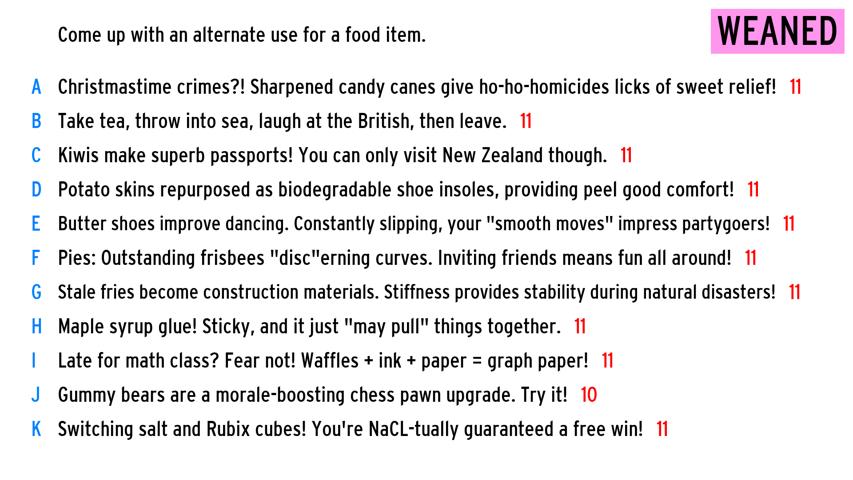 Come up with an alternate use for a food item.
WEANED
A Christmastime crimes?! Sharpened candy canes give ho-ho-homicides licks of sweet relief! 11
B Take tea, throw into sea, laugh at the British, then leave. 11
C Kiwis make superb passports! You can only visit New Zealand though. 11
D Potato skins repurposed as biodegradable shoe insoles, providing peel good comfort! 11
E Butter shoes improve dancing. Constantly slipping, your "smooth moves" impress partygoers! 11
F Pies: Outstanding frisbees "disc"erning curves. Inviting friends means fun all around! 11
G Stale fries become construction materials. Stiffness provides stability during natural disasters! 11
H Maple syrup glue! Sticky, and it just "may pull" things together. 11
I Late for math class? Fear not! Waffles + ink + paper = graph paper! 11
J Gummy bears are a morale-boosting chess pawn upgrade. Try it! 10
K Switching salt and Rubix cubes! You're NaCL-tually guaranteed a free win! 11